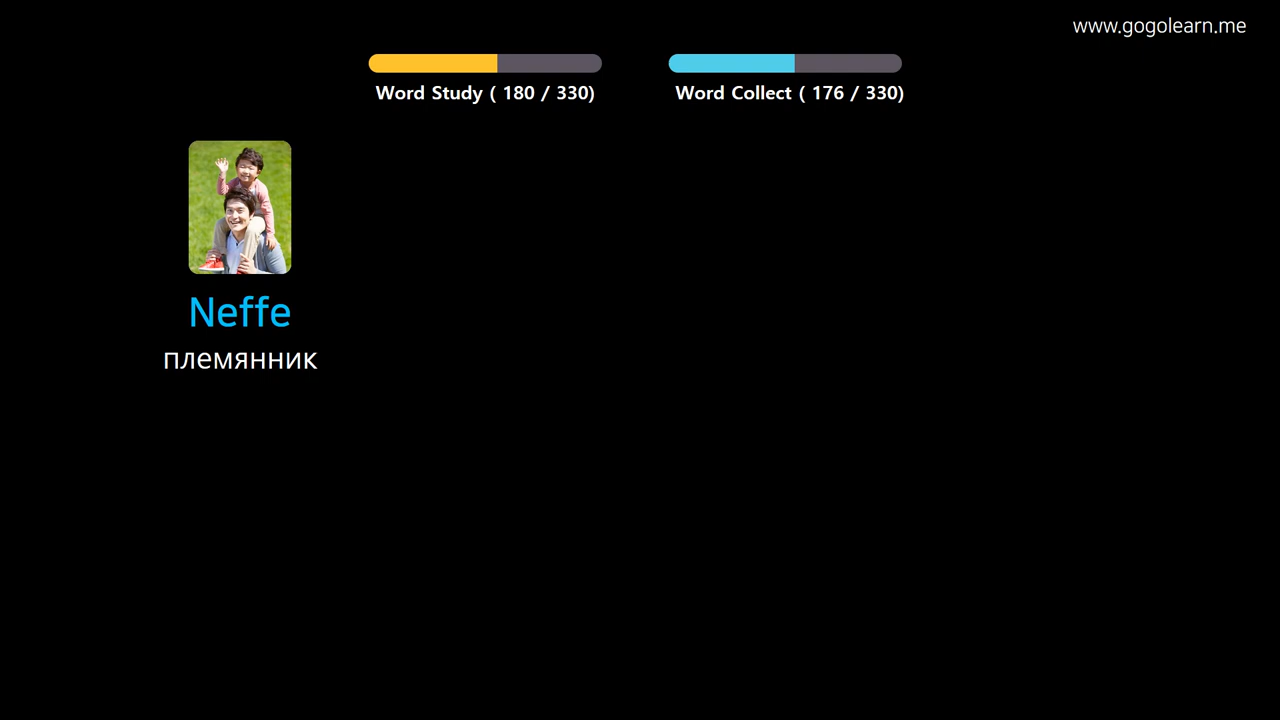 www.gogolearn.me
Word Study ( 180 / 330)
Word Collect ( 176 / 330)
Neffe
племянник